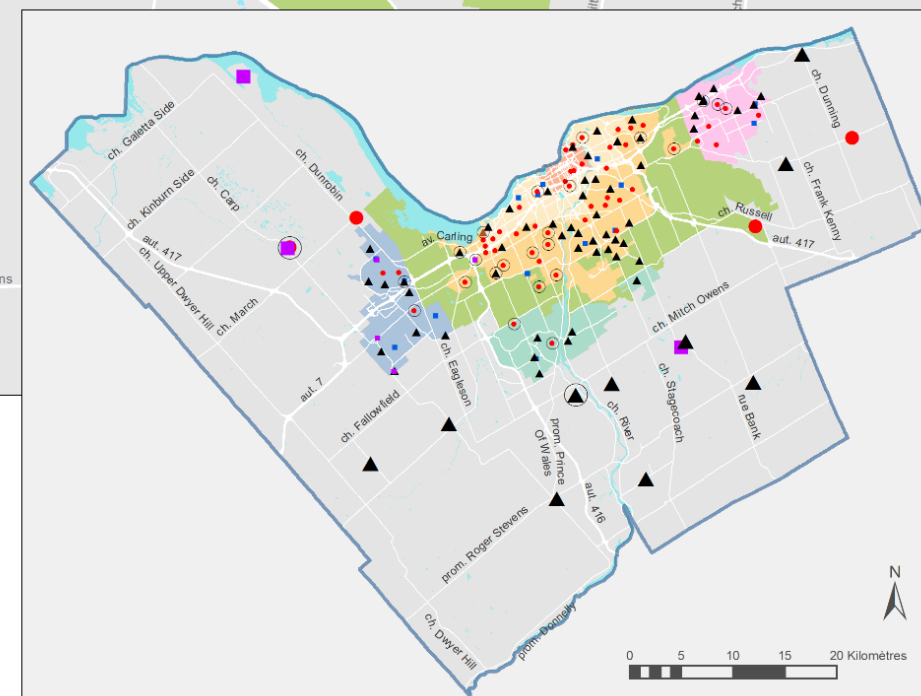 ch. Galetta Side
ch. Dunrobin
ch. Kinburn Side
ch. Carp
aut. 417
ch. Upper Dwyer Hill
ch. March
aut. 7
ch. Fallowfield
ch. Eagleson
av. Carling
ch. Dunning
ch. Frank Kenny
ch. Russell
aut. 417
ch. Mitch Owens
ch. Stagecoach
rue Bank
ch. River
prom. Prince
Of Wales
aut. 416
prom. Roger Stevens
prom. Donnelly
ch. Dwyer Hill
N
0 5 10 15 20 Kilomètres
ns